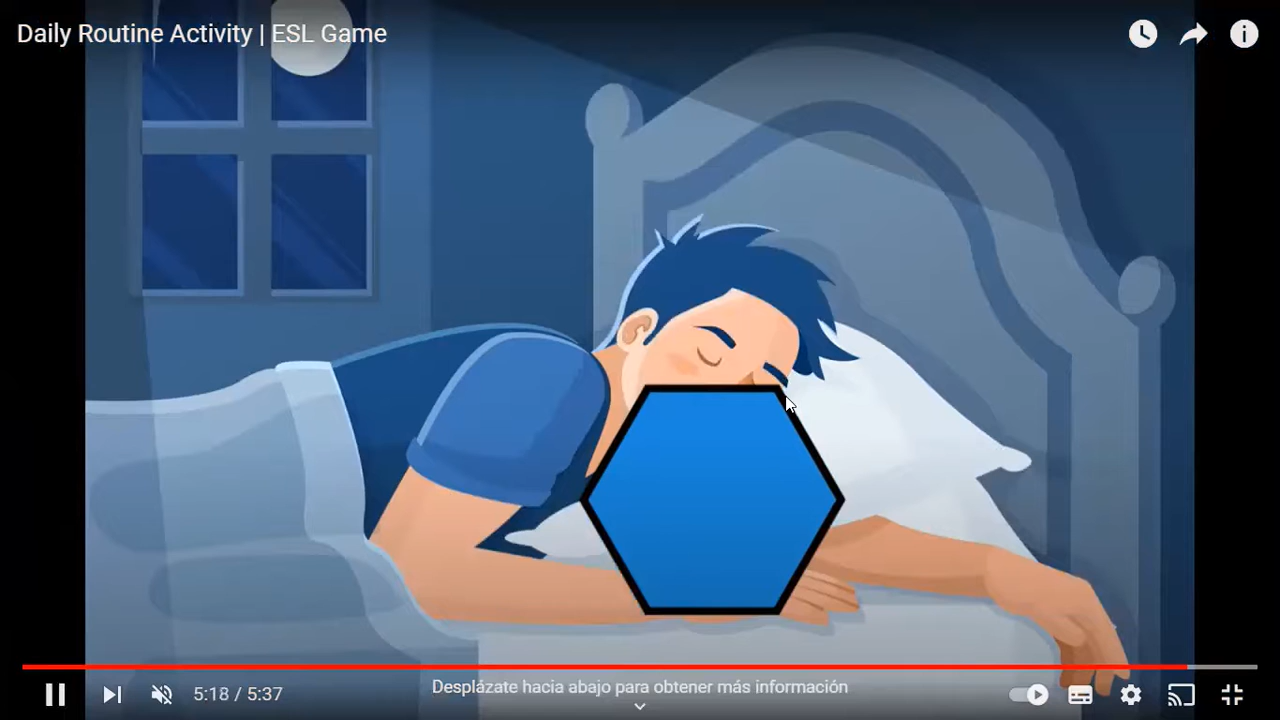 Daily Routine Activity | ESL Game
5:18 / 5:37
Desplázate hacia abajo para obtener más información